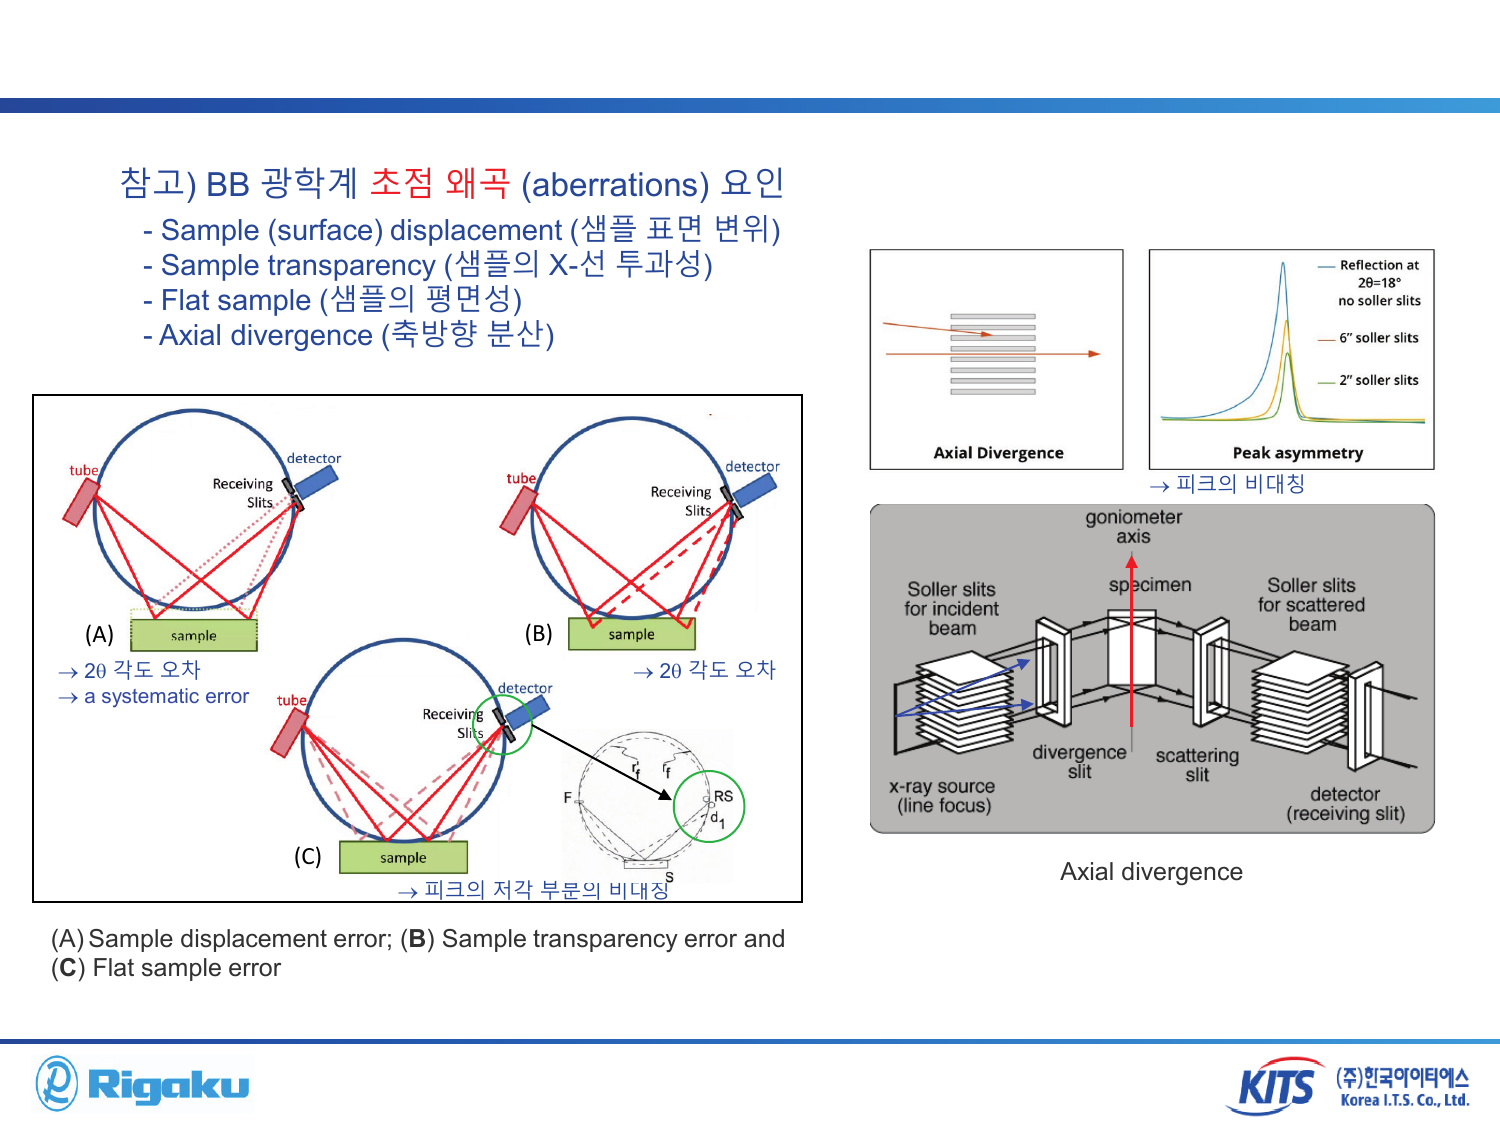 참고) BB 광학계 초점 왜곡 (aberrations) 요인
- Sample (surface) displacement (샘플 표면 변위)
- Sample transparency (샘플의 X-선 투과성)
- Flat sample (샘플의 평면성)
- Axial divergence (축방향 분산)
tube
detector
Receiving
Slits
(A)
sample
→ 2θ 각도 오차
→ a systematic error
tube
detector
Receiving
Slits
(B)
sample
→ 2θ 각도 오차
tube
detector
Receiving
Slits
(C)
sample
r'f
rf
F
RS
d1
S
→ 피크의 저각 부분의 비대칭
(A) Sample displacement error; (B) Sample transparency error and
(C) Flat sample error
Axial Divergence
Reflection at
2θ=18°
no soller slits
6” soller slits
2” soller slits
Peak asymmetry
→ 피크의 비대칭
goniometer
axis
specimen
Soller slits
for incident
beam
Soller slits
for scattered
beam
divergence
slit
scattering
slit
x-ray source
(line focus)
detector
(receiving slit)
Axial divergence
Rigaku
KITS
(주)한국아이티에스
Korea I.T.S. Co., Ltd.